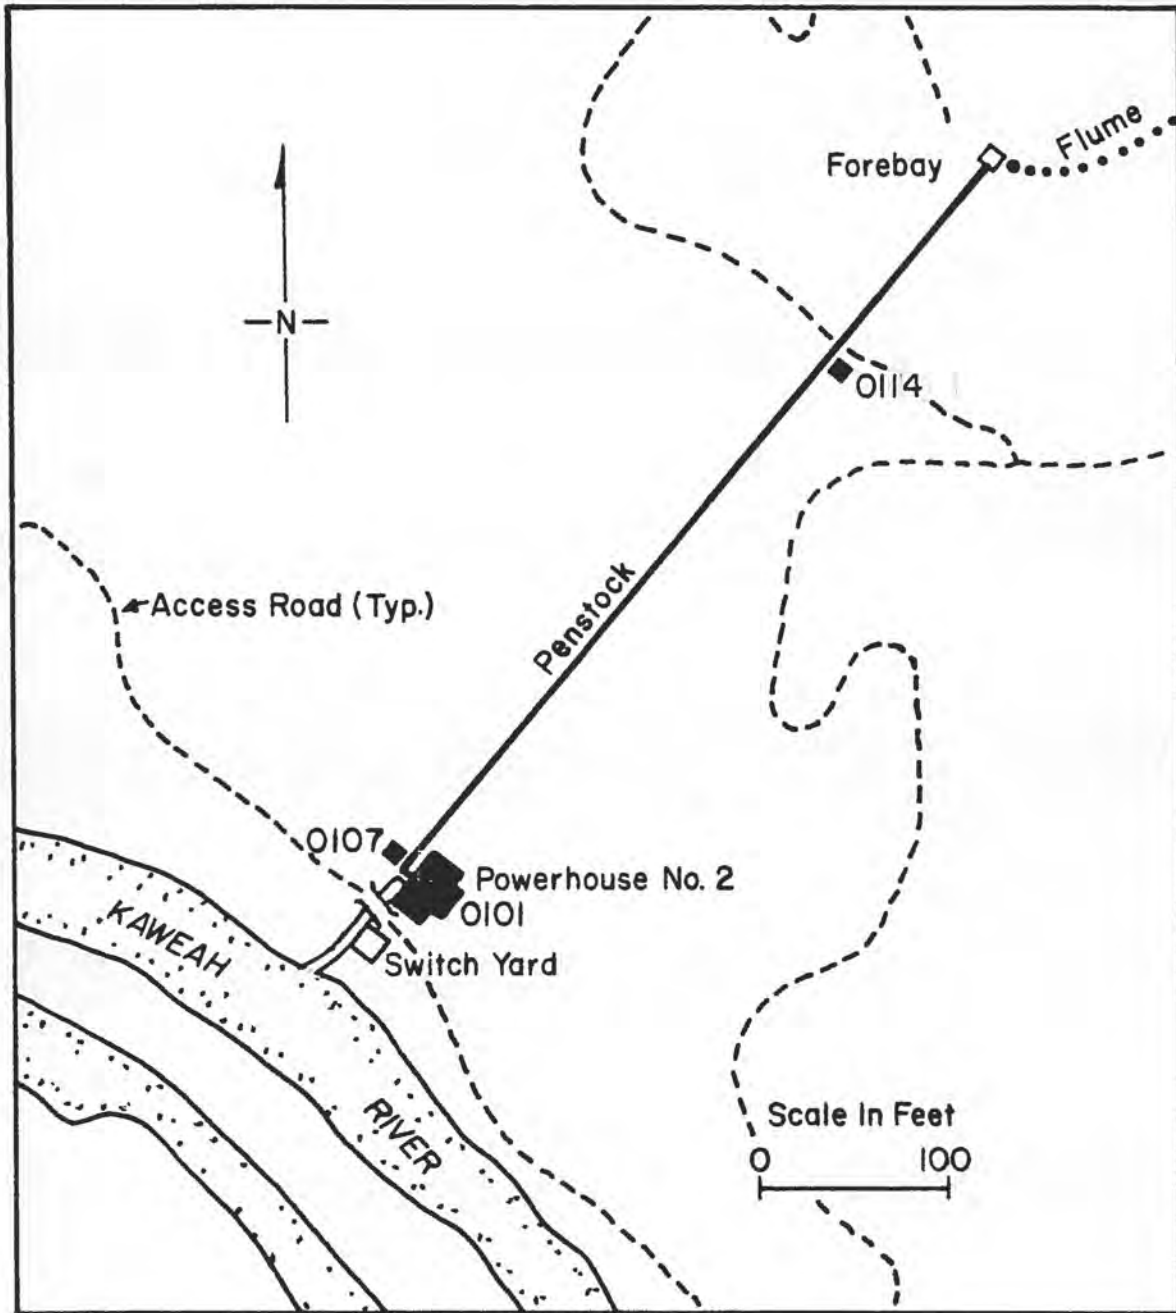 Flume
Forebay
N
0114
Penstock
Access Road (Typ.)
0107
Powerhouse No. 2
0101
KAWEAH
Switch Yard
RIVER
Scale In Feet
0 100